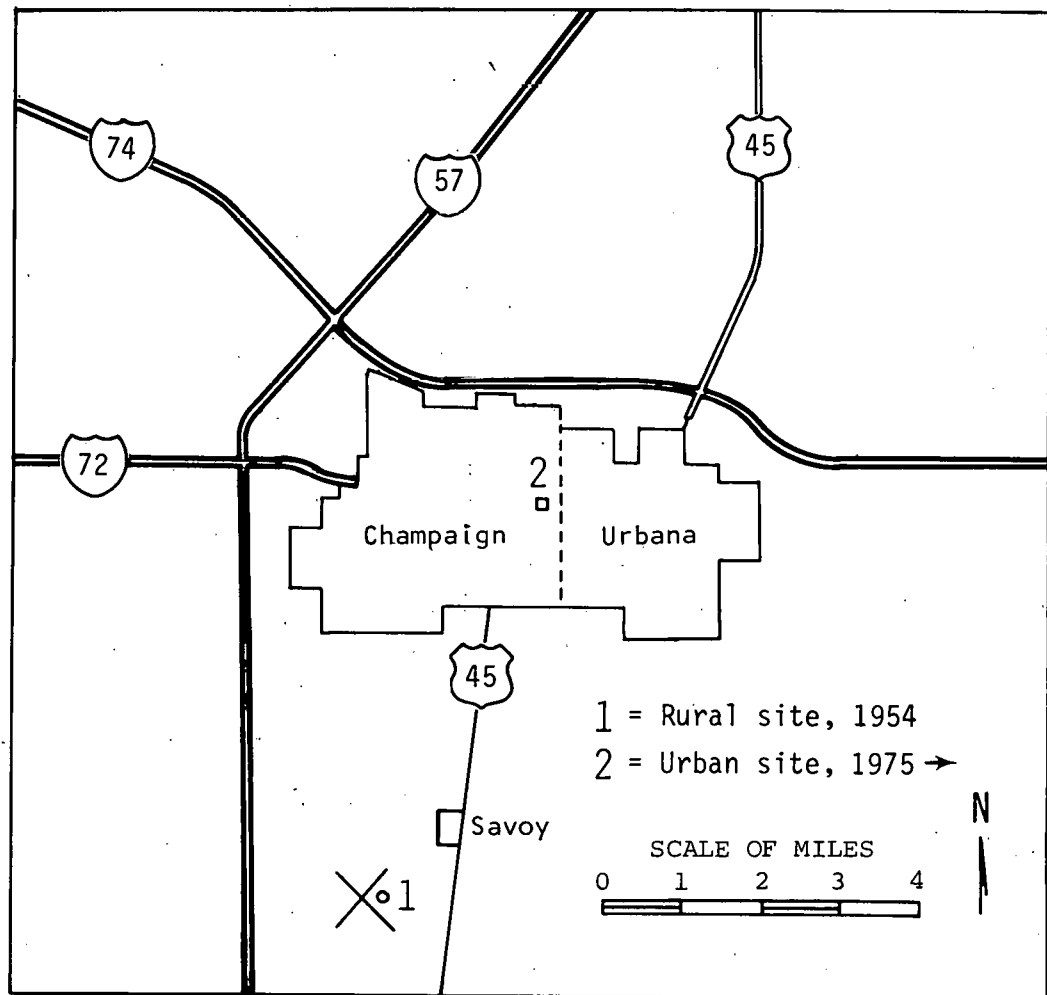 74
57
45
72
2
Champaign
Urbana
45
1 = Rural site, 1954
2 = Urban site, 1975 →
N
Savoy
SCALE OF MILES
0 1 2 3 4
1